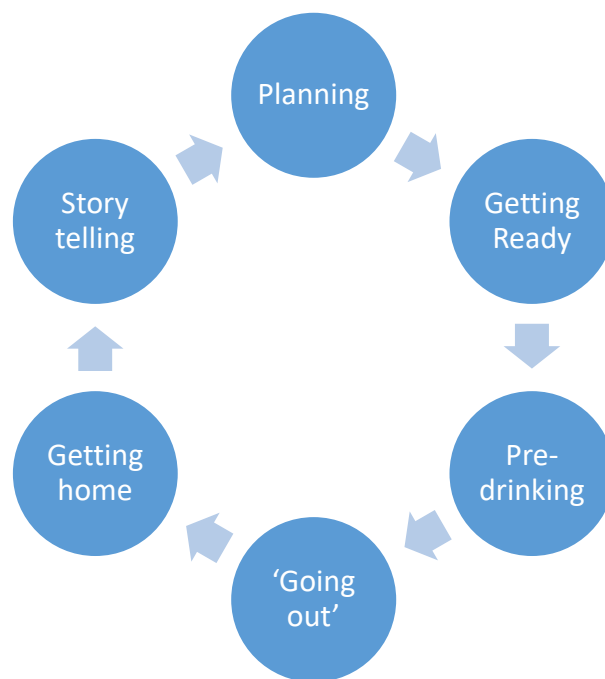 Planning
Getting
Ready
Pre-
drinking
‘Going
out’
Getting
home
Story
telling